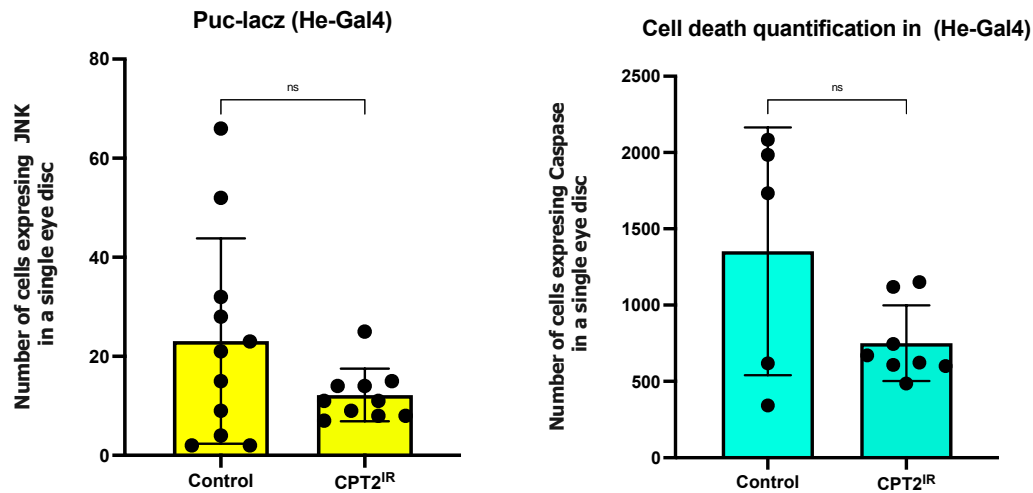 Puc-lacz (He-Gal4)
80
60
40
20
0
ns
Number of cells expresing JNK
in a single eye disc
Control
CPT2IR
Cell death quantification in (He-Gal4)
2500
2000
1500
1000
500
0
ns
Number of cells expresing Caspase
in a single eye disc
Control
CPT2IR